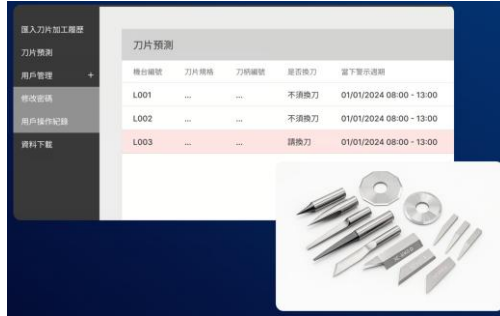 匯入刀片加工履歷
刀片預測
用戶管理 +
修改密碼
用戶操作紀錄
資料下載
刀片預測
機台編號 刀片規格 刀柄編號 是否換刀 當下警示週期
L001 ... ... 不須換刀 01/01/2024 08:00 - 13:00
L002 ... ... 不須換刀 01/01/2024 08:00 - 13:00
L003 ... ... 請換刀 01/01/2024 08:00 - 13:00